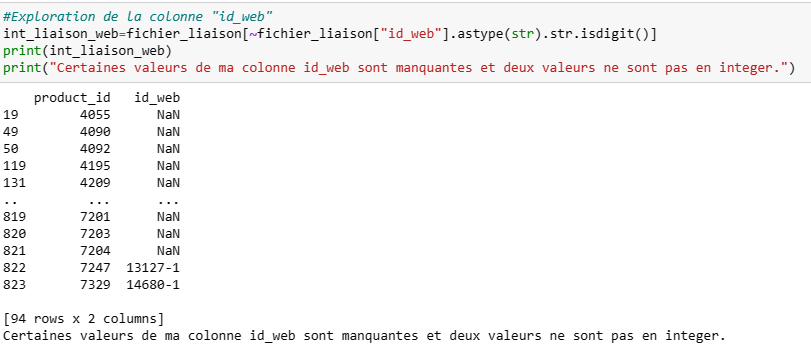 #Exploration de la colonne "id_web"
int_liaison_web=fichier_liaison[~fichier_liaison["id_web"].astype(str).str.isdigit()]
print(int_liaison_web)
print("Certaines valeurs de ma colonne id_web sont manquantes et deux valeurs ne sont pas en integer.")
product_id id_web
19 4055 NaN
49 4090 NaN
50 4092 NaN
119 4195 NaN
131 4209 NaN
.. ... ...
819 7201 NaN
820 7203 NaN
821 7204 NaN
822 7247 13127-1
823 7329 14680-1
[94 rows x 2 columns]
Certaines valeurs de ma colonne id_web sont manquantes et deux valeurs ne sont pas en integer.